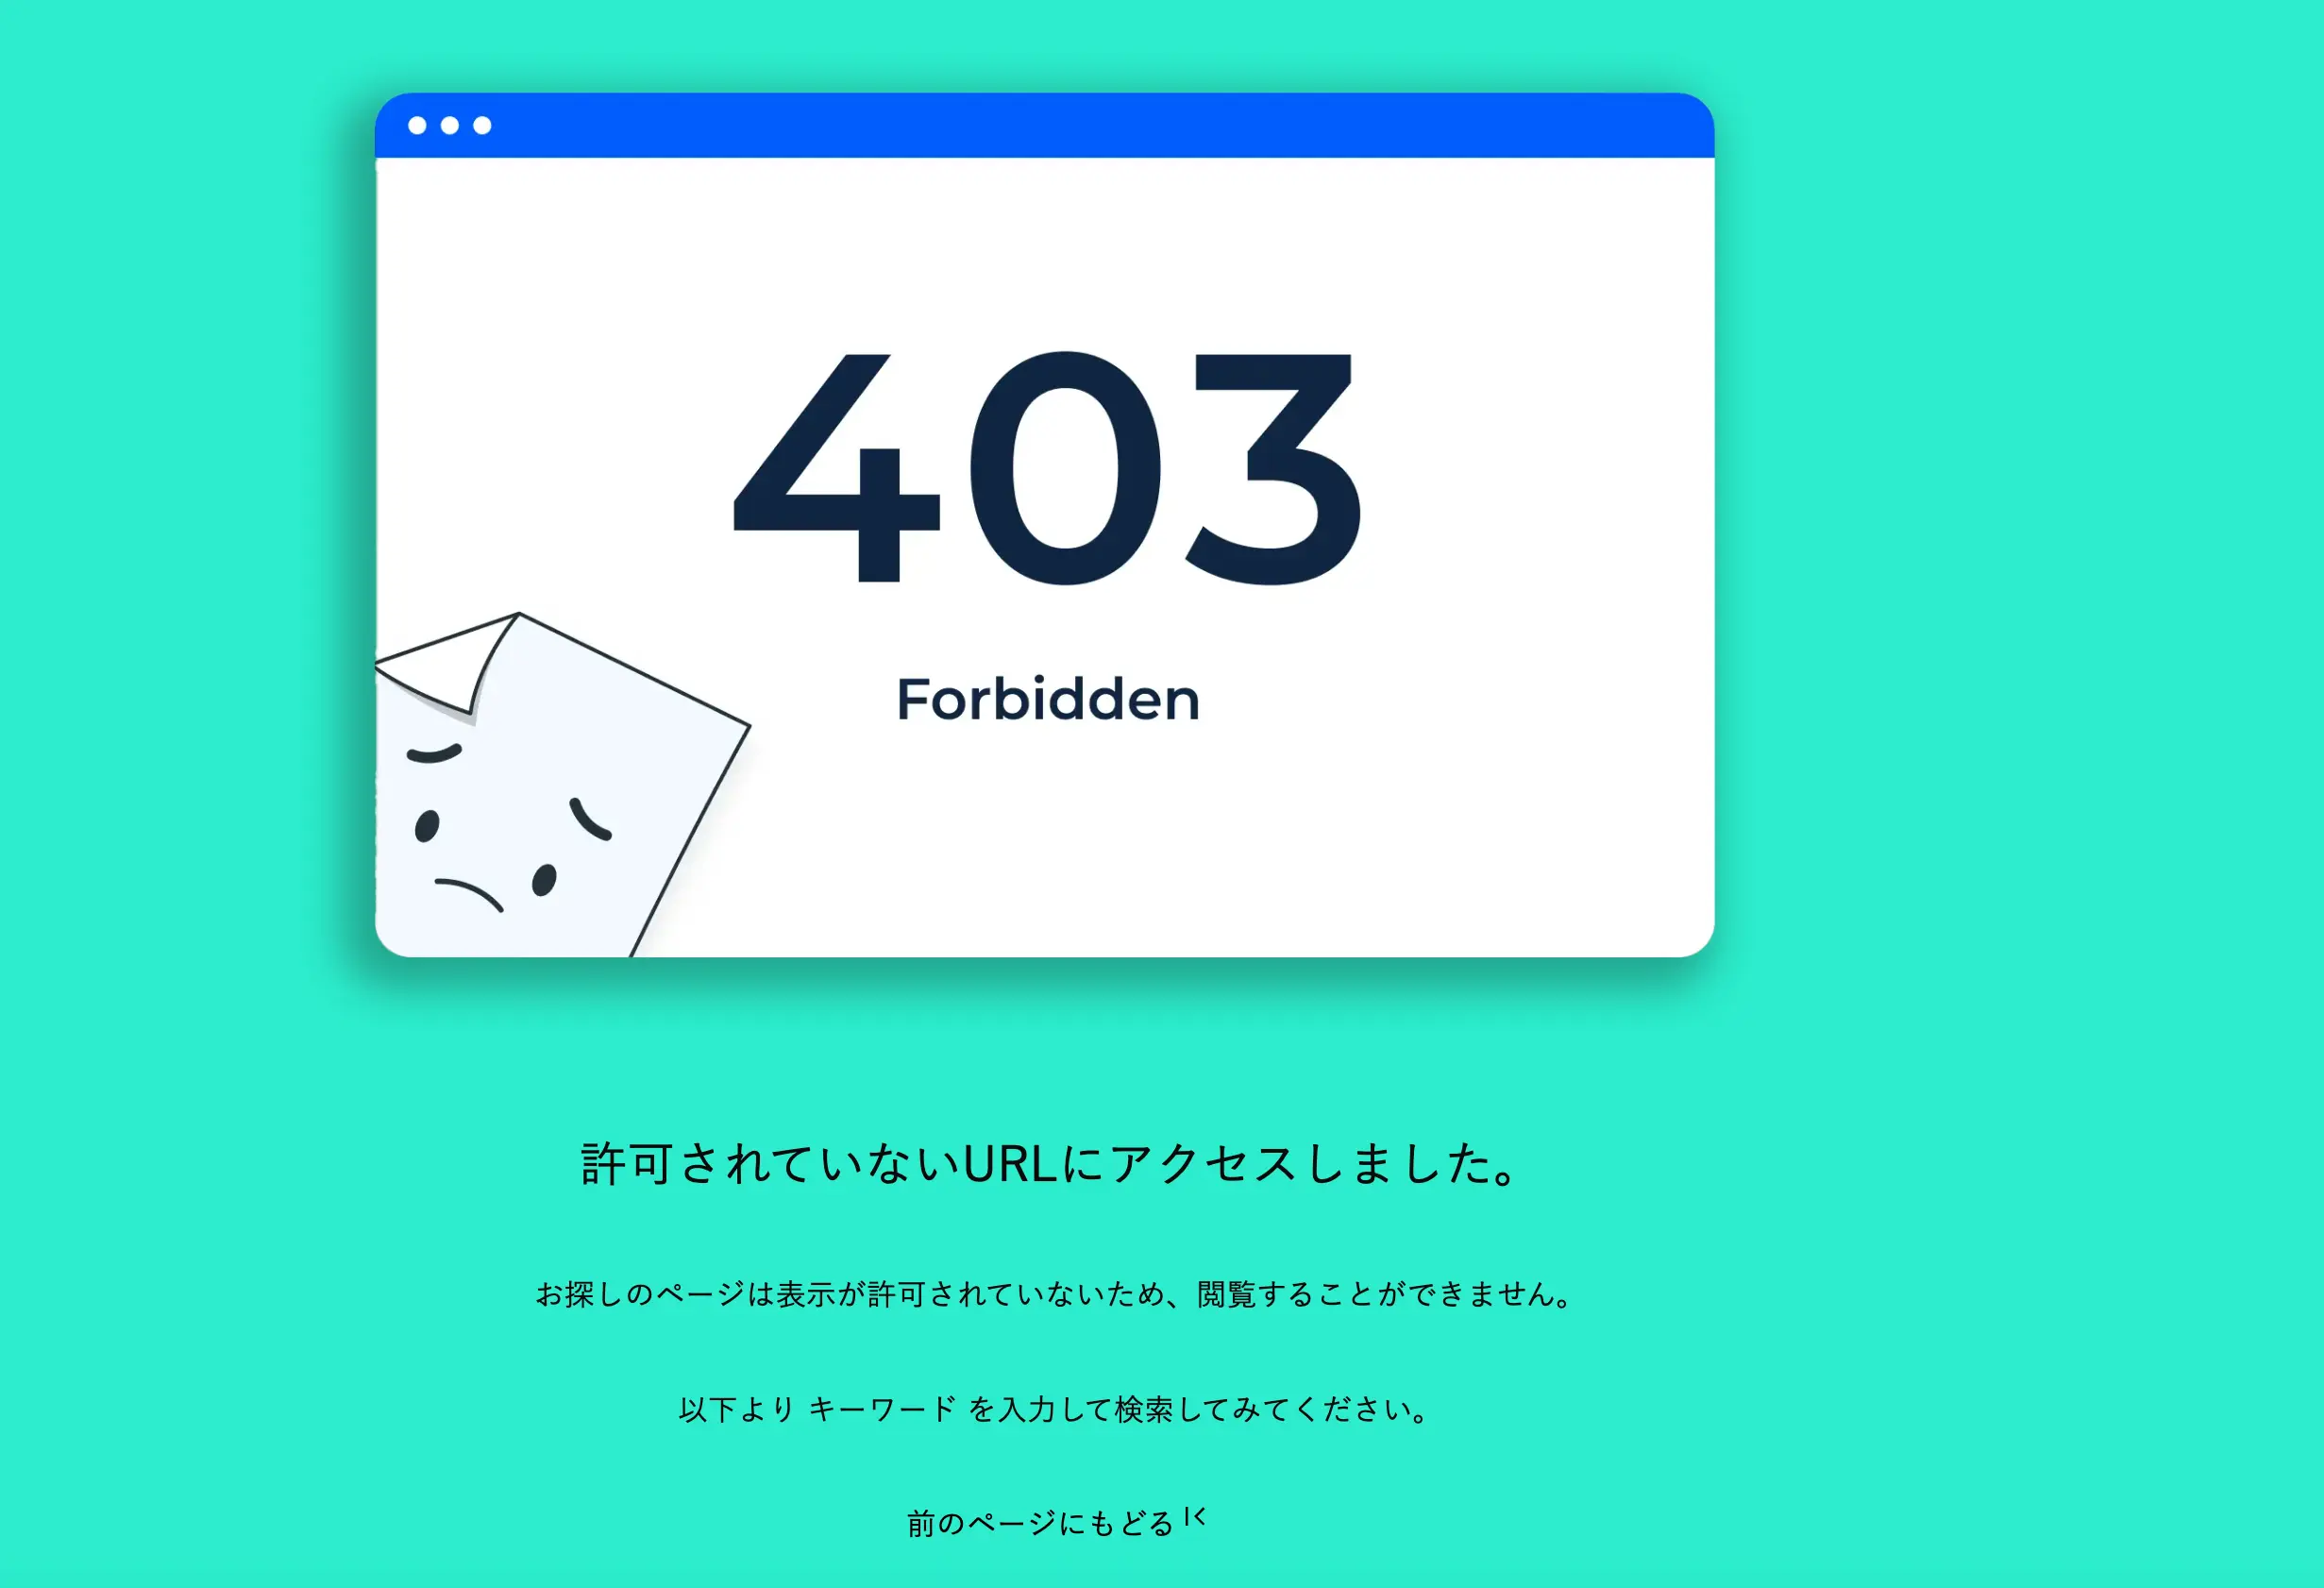 403
Forbidden
許可されていないURLにアクセスしました。
お探しのページは表示が許可されていないため、閲覧することができません。
以下より キーワード を入力して検索してみてください。
前のページにもどる